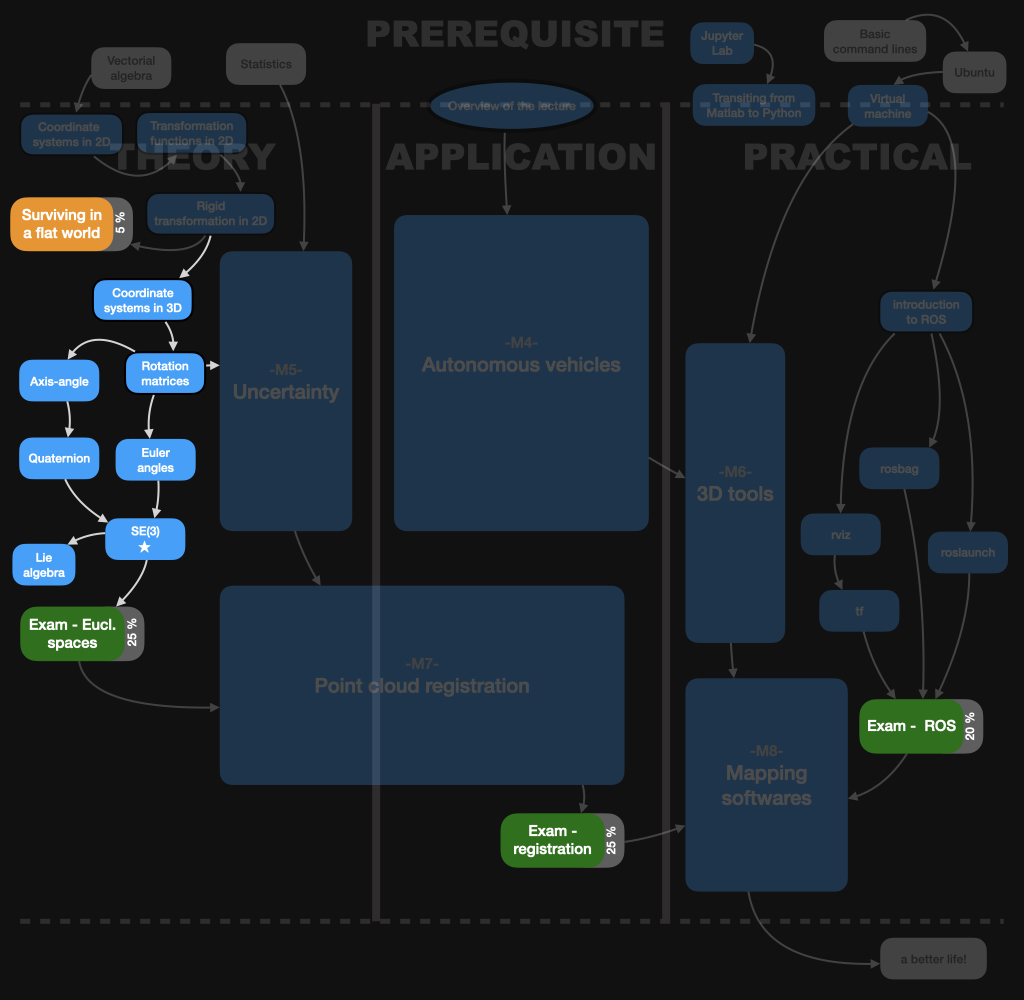 PREREQUISITE
Vectorial
algebra
Statistics
Jupyter
Lab
Basic
command lines
Ubuntu
Overview of the lecture
Transiting from
Matlab to Python
Virtual
machine
Coordinate
systems in 2D
Transformation
functions in 2D
THEORY
APPLICATION
PRACTICAL
Surviving in
a flat world
5 %
Rigid
transformation in 2D
Coordinate
systems in 3D
introduction
to ROS
Axis-angle
Rotation
matrices
-M5-
Uncertainty
-M4-
Autonomous vehicles
Quaternion
Euler
angles
-M6-
3D tools
rosbag
SE(3)
★
rviz
roslaunch
Lie
algebra
tf
Exam - Eucl.
spaces
25 %
-M7-
Point cloud registration
Exam - ROS
20 %
-M8-
Mapping
softwares
Exam -
registration
25 %
a better life!